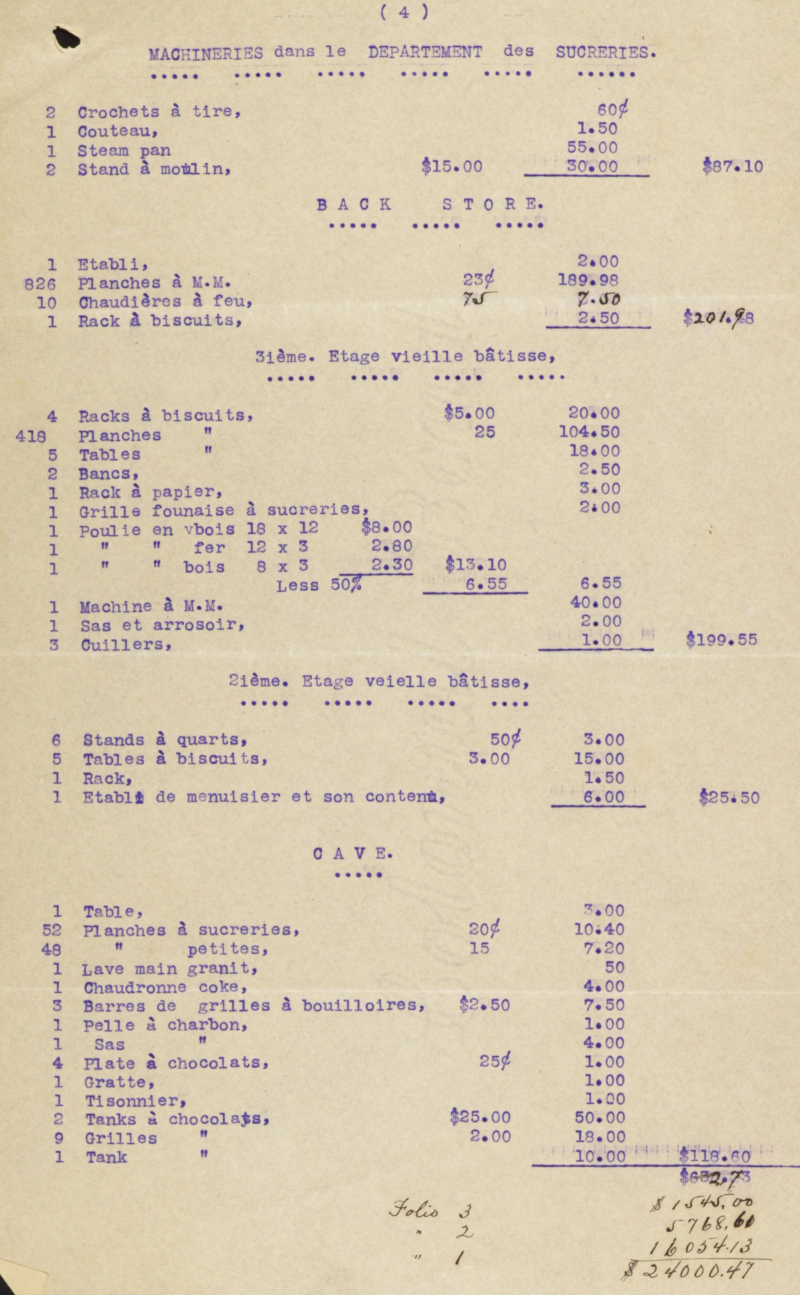 ( 4 )
MACHINERIES dans le DEPARTEMENT des SUCRERIES.
..... ..... ..... ..... ..... ......
2 Crochets à tire, 60¢
1 Couteau, 1.50
1 Steam pan 55.00
2 Stand à moulin, $15.00 30.00 $87.10
B A C K S T O R E.
..... ..... .....
1 Etabli, 2.00
826 Planches à M.M. 23¢ 189.98
10 Chaudières à feu, 75 7.50
1 Rack à biscuits, 2.50 $201.98
3ième. Etage vieille bâtisse,
..... ..... ..... .....
4 Racks à biscuits, $5.00 20.00
418 Planches " 25 104.50
5 Tables " 18.00
2 Bancs, 2.50
1 Rack à papier, 3.00
1 Grille founaise à sucreries, 2.00
1 Poulie en vbois 18 x 12 $8.00
1 " " fer 12 x 3 2.80
1 " " bois 8 x 3 2.30 $13.10
Less 50% 6.55 6.55
1 Machine à M.M. 40.00
1 Sas et arrosoir, 2.00
3 Cuillers, 1.00 $199.55
2ième. Etage veielle bâtisse,
..... ..... ..... ....
6 Stands à quarts, 50¢ 3.00
5 Tables à biscuits, 3.00 15.00
1 Rack, 1.50
1 Etabli de menuisier et son contenu, 6.00 $25.50
C A V E.
.....
1 Table, 3.00
52 Planches à sucreries, 20¢ 10.40
48 " petites, 15 7.20
1 Lave main granit, 50
1 Chaudronne coke, 4.00
3 Barres de grilles à bouilloires, $2.50 7.50
1 Pelle à charbon, 1.00
1 Sas " 4.00
4 Plate à chocolats, 25¢ 1.00
1 Gratte, 1.00
1 Tisonnier, 1.00
2 Tanks à chocolats, $25.00 50.00
9 Grilles " 2.00 18.00
1 Tank " 10.00 $118.60
$632.73
Folio 3 $1545.00
" 2 5768.61
" 1 16054.13
$24000.47